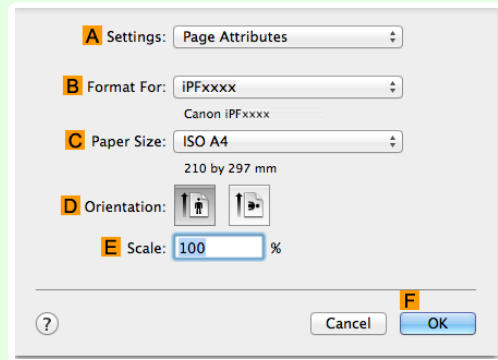 A Settings: Page Attributes
B Format For: iPFxxxx
Canon iPFxxxx
C Paper Size: ISO A4
210 by 297 mm
D Orientation:
E Scale: 100 %
F
? Cancel OK